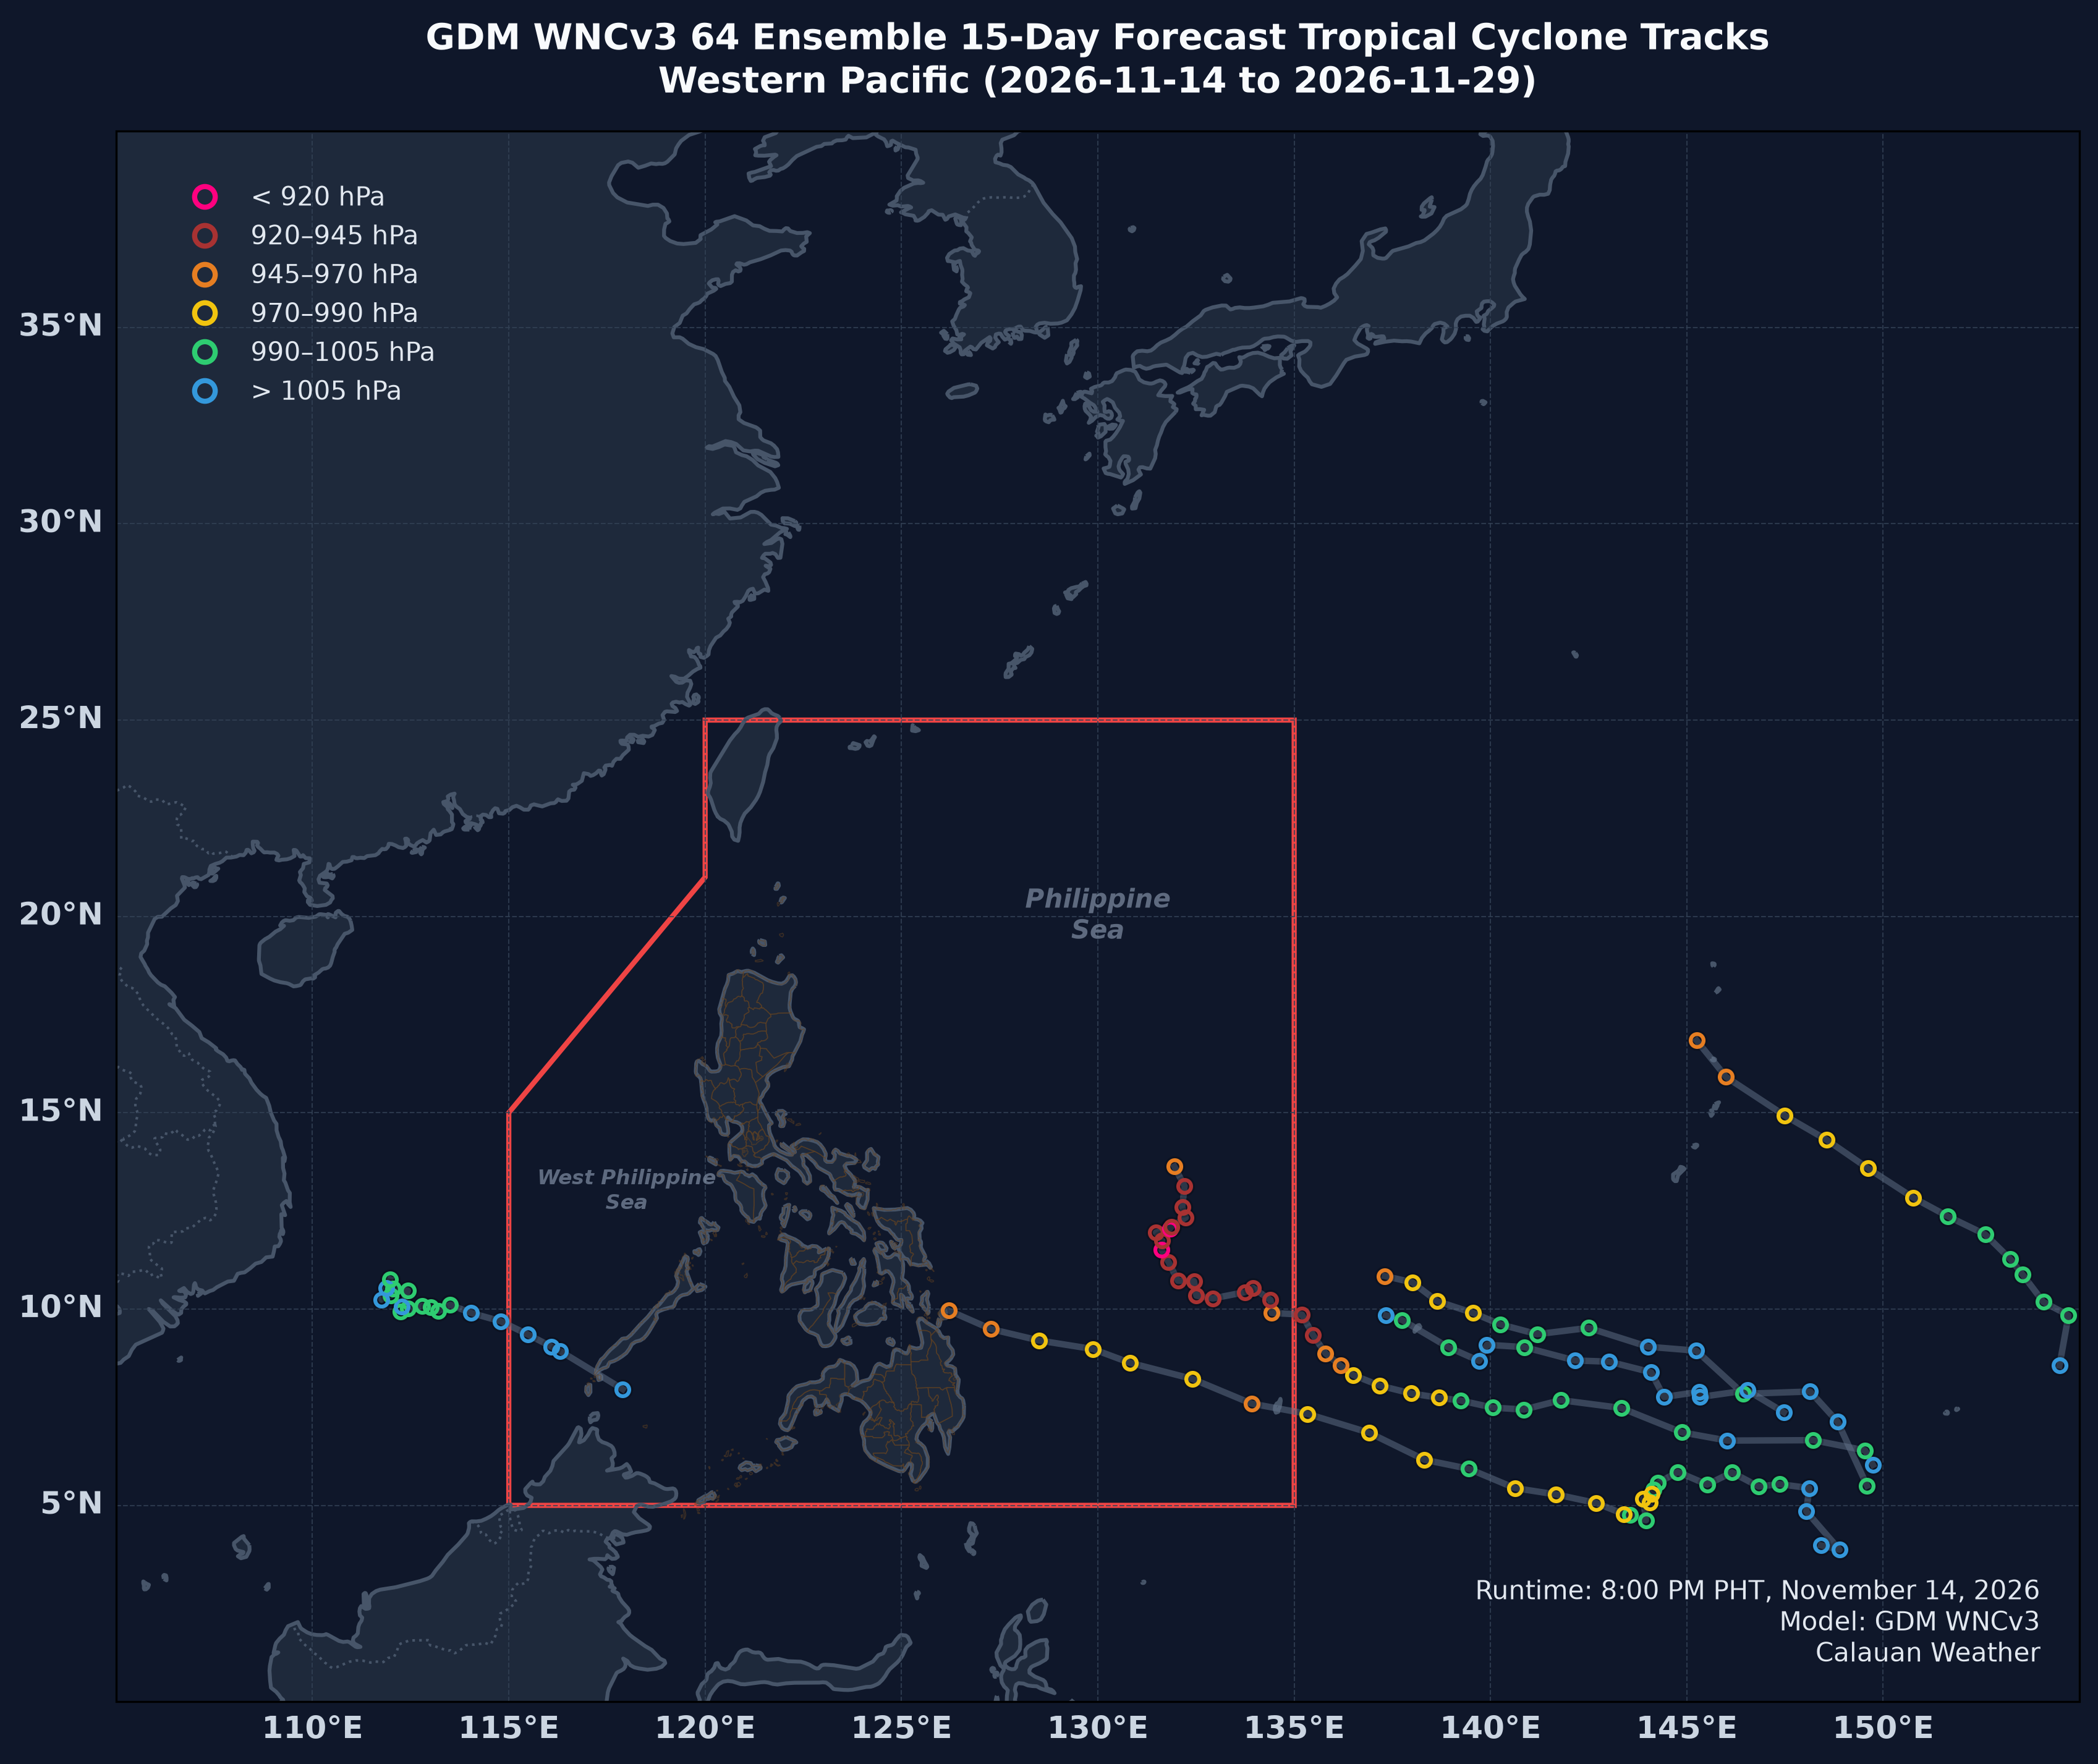 GDM WNCv3 64 Ensemble 15-Day Forecast Tropical Cyclone Tracks
Western Pacific (2026-11-14 to 2026-11-29)
< 920 hPa
920–945 hPa
945–970 hPa
970–990 hPa
990–1005 hPa
> 1005 hPa
35°N
30°N
25°N
20°N
15°N
10°N
5°N
Philippine
Sea
West Philippine
Sea
Runtime: 8:00 PM PHT, November 14, 2026
Model: GDM WNCv3
Calauan Weather
110°E
115°E
120°E
125°E
130°E
135°E
140°E
145°E
150°E